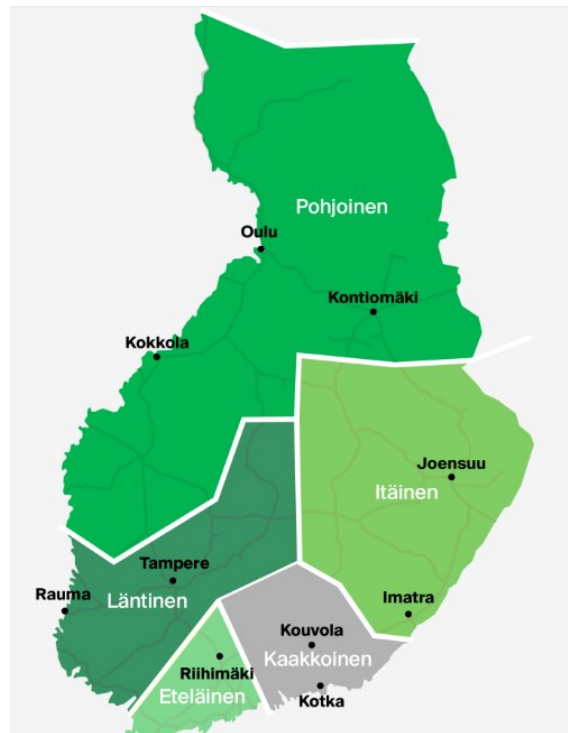 Pohjoinen
Oulu
Kontiomäki
Kokkola
Joensuu
Itäinen
Tampere
Rauma
Läntinen
Imatra
Kouvola
Kaakkoinen
Riihimäki
Eteläinen
Kotka